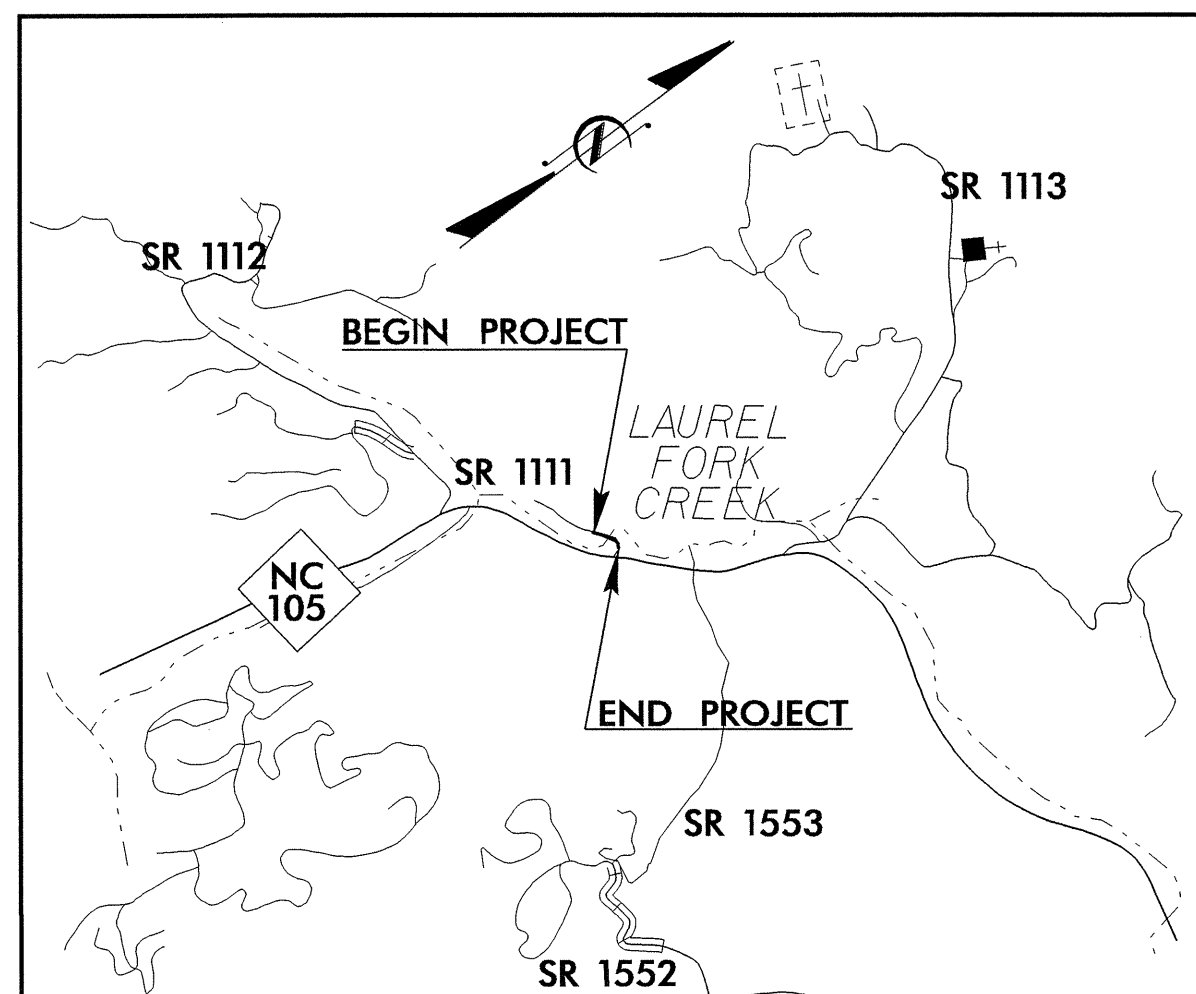 SR 1113
SR 1112
BEGIN PROJECT
LAUREL
FORK
CREEK
SR 1111
NC
105
END PROJECT
SR 1553
SR 1552